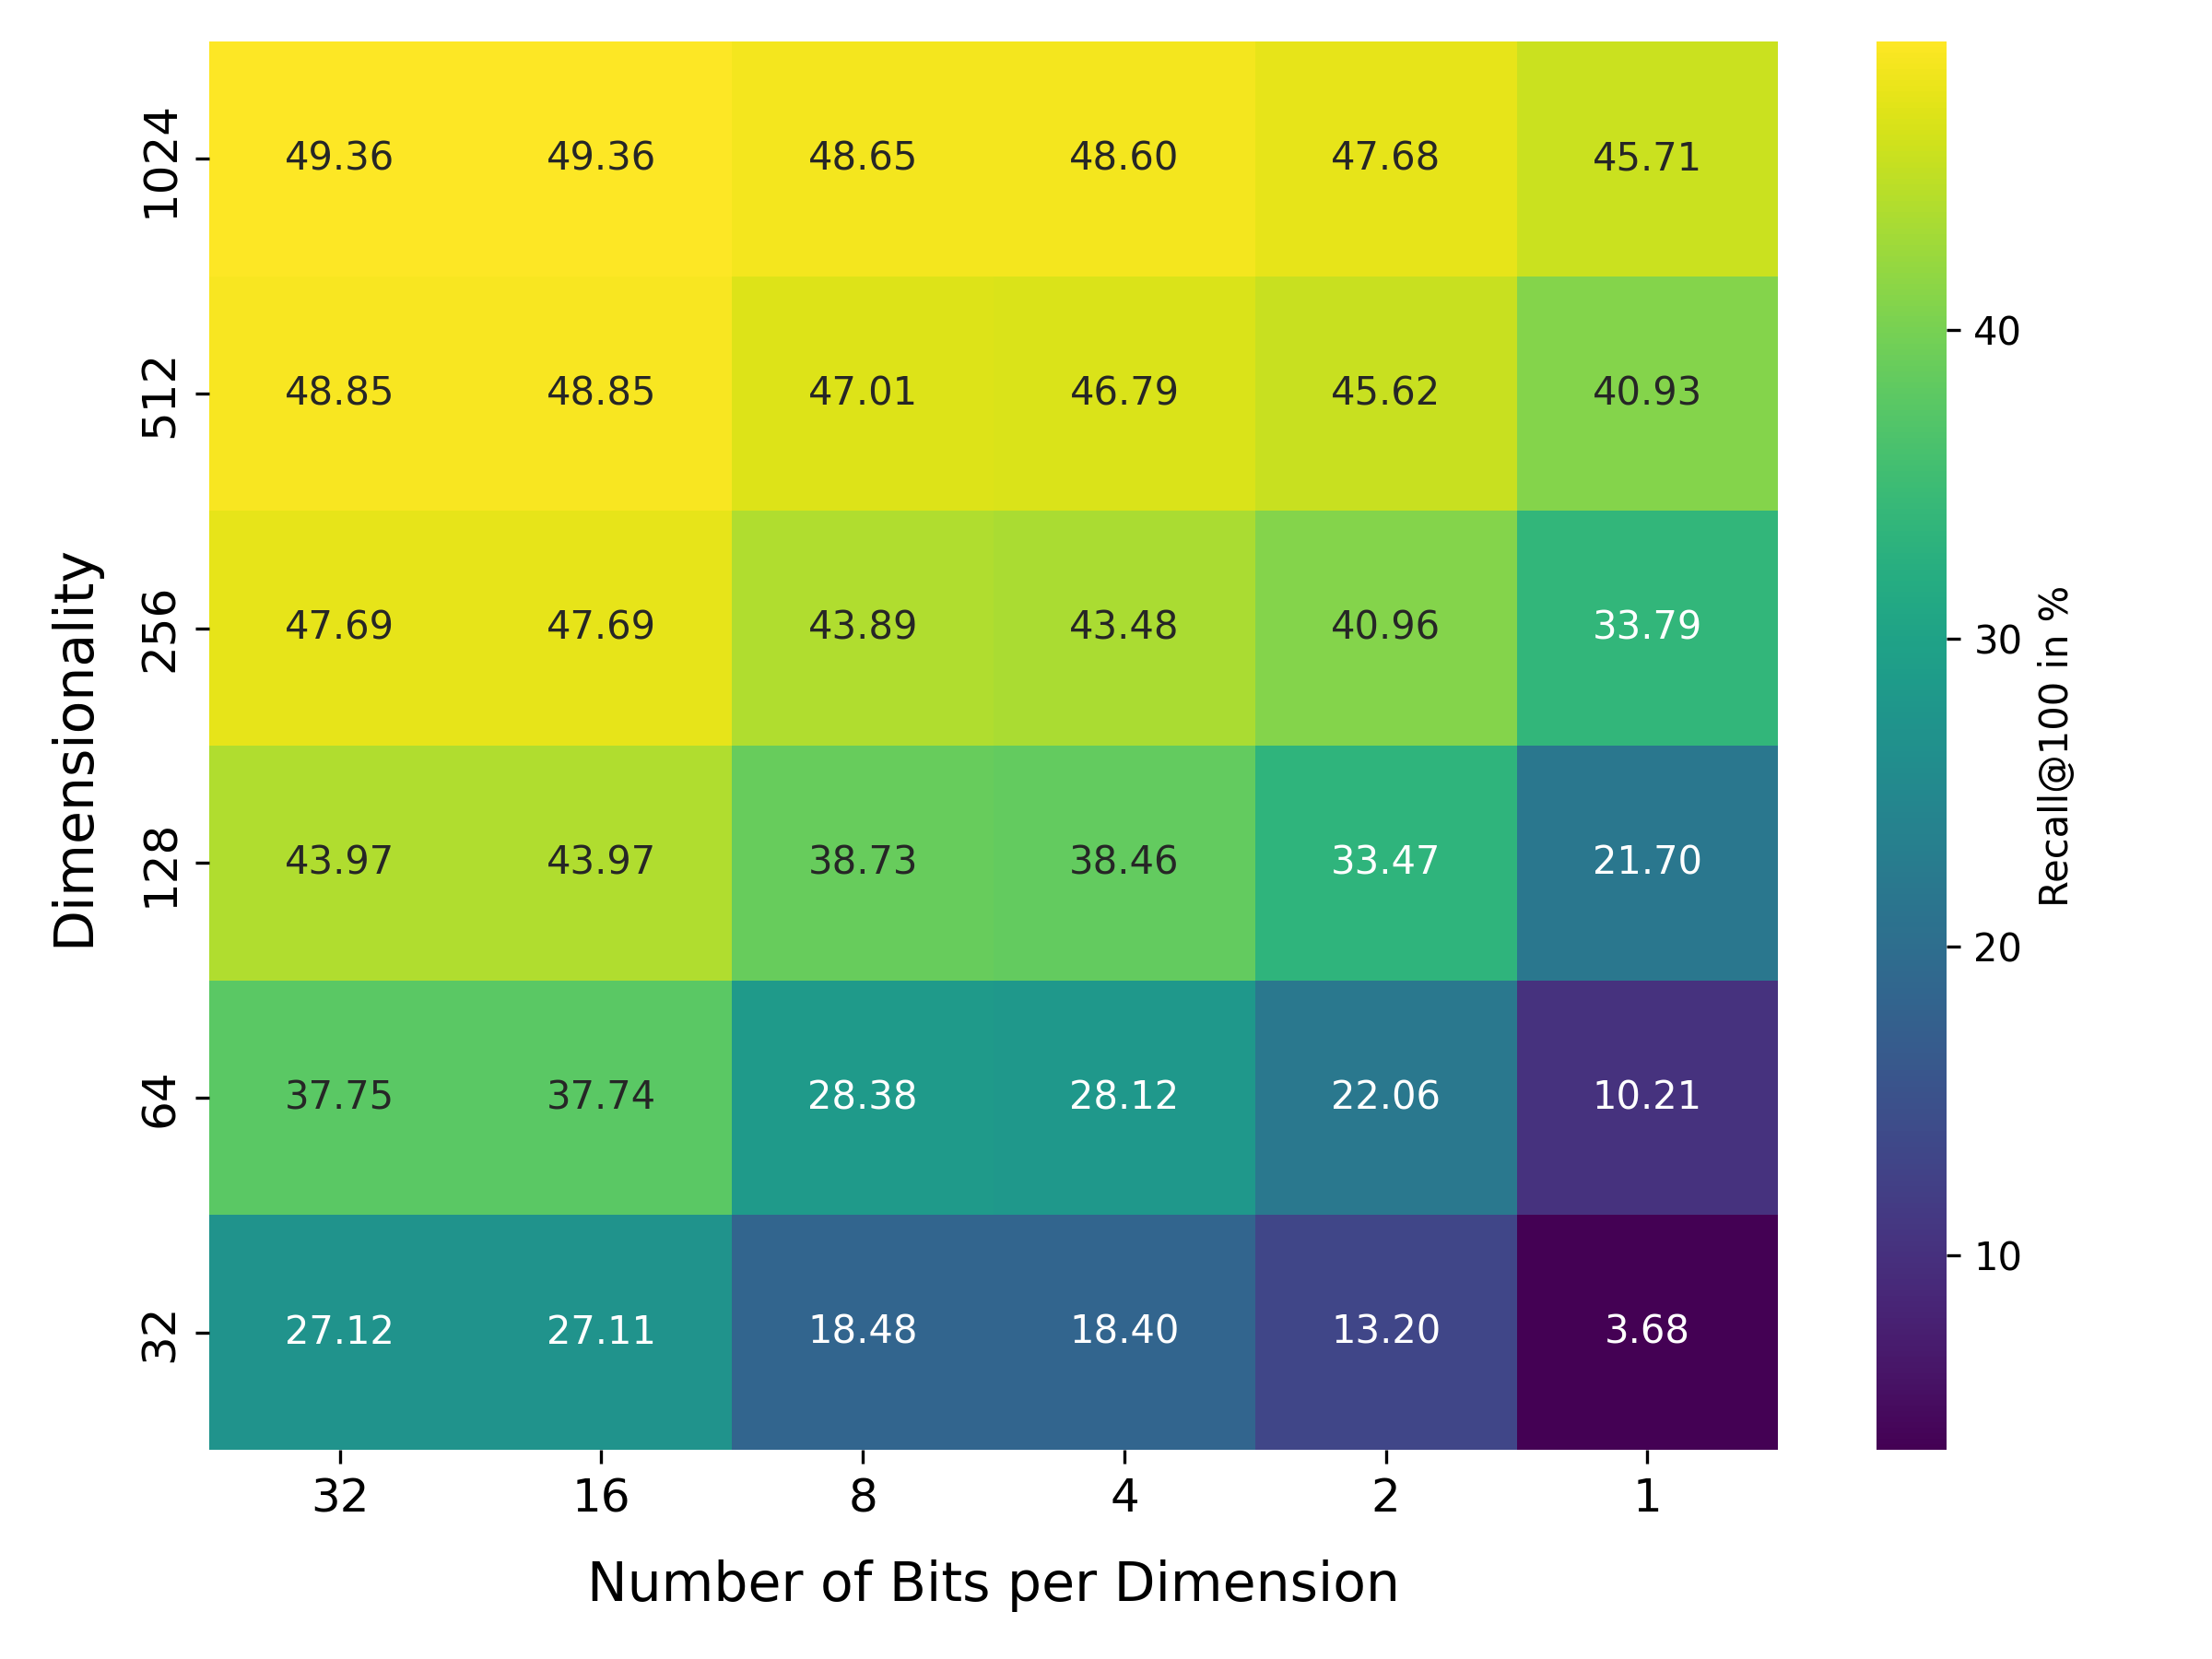 1024 49.36 49.36 48.65 48.60 47.68 45.71
512 48.85 48.85 47.01 46.79 45.62 40.93
256 47.69 47.69 43.89 43.48 40.96 33.79
128 43.97 43.97 38.73 38.46 33.47 21.70
64 37.75 37.74 28.38 28.12 22.06 10.21
32 27.12 27.11 18.48 18.40 13.20 3.68
32 16 8 4 2 1
Number of Bits per Dimension
Dimensionality
40
30
20
10
Recall@100 in %